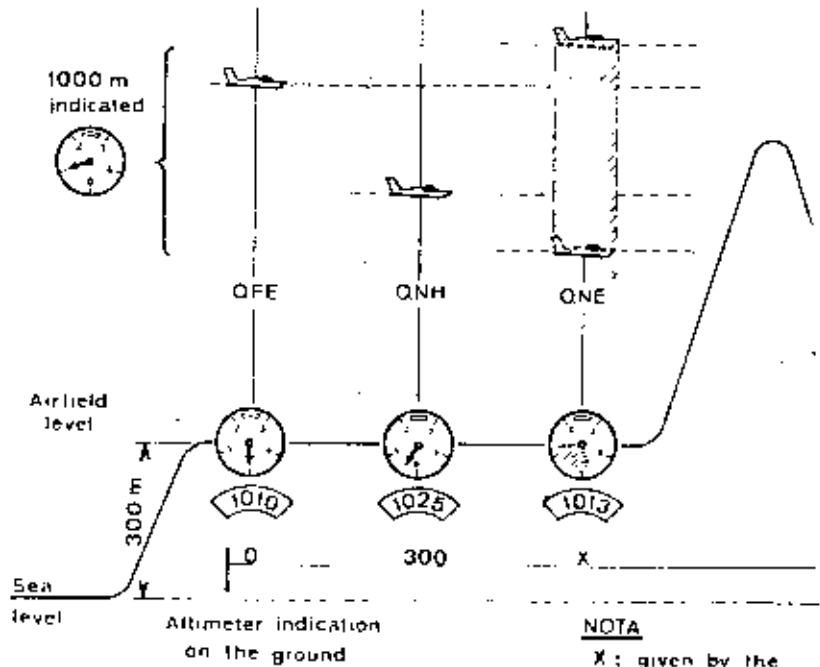 1000 m
indicated
QFE
QNH
QNE
Airfield
level
300 m
1010
1025
1013
0
300
X
Sea
level
Altimeter indication
on the ground
NOTA
X : given by the